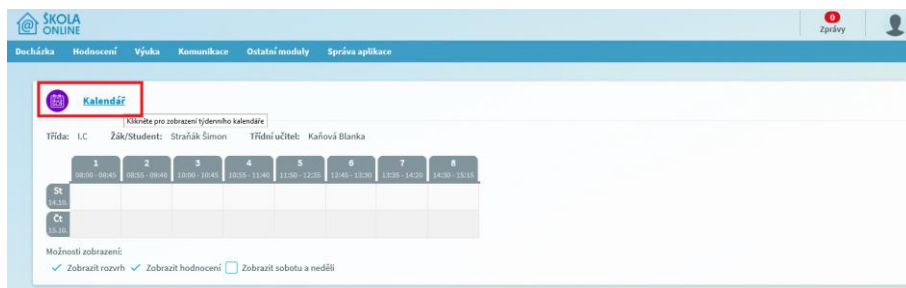 ŠKOLA
ONLINE
0
Zprávy
Docházka Hodnocení Výuka Komunikace Ostatní moduly Správa aplikace
Kalendář
Klikněte pro zobrazení týdenního kalendáře
Třída: I.C Žák/Student: Straňák Šimon Třídní učitel: Kaňová Blanka
1 2 3 4 5 6 7 8
08:00 - 08:45 08:55 - 09:40 10:00 - 10:45 10:55 - 11:40 11:50 - 12:35 12:45 - 13:30 13:35 - 14:20 14:30 - 15:15
St
14.10.
Čt
15.10.
Možnosti zobrazení:
Zobrazit rozvrh Zobrazit hodnocení Zobrazit sobotu a neděli